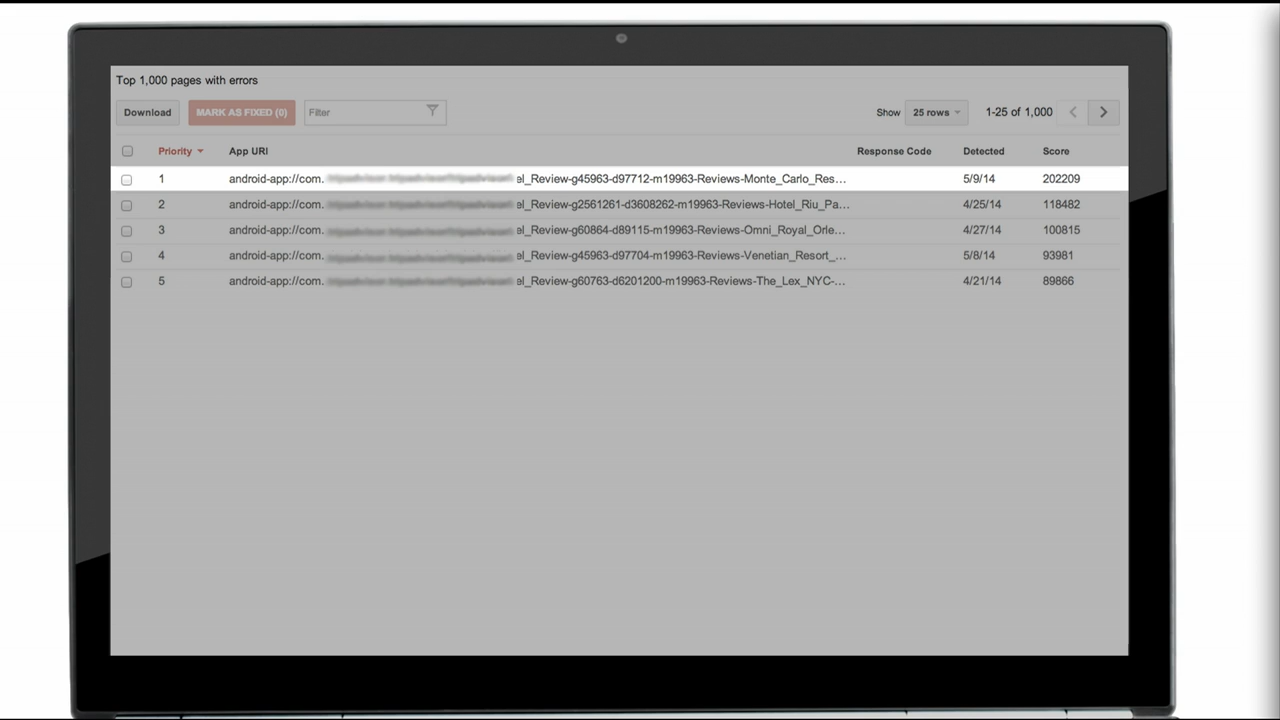 Top 1,000 pages with errors
Download MARK AS FIXED (0) Filter Show 25 rows 1-25 of 1,000
Priority App URI Response Code Detected Score
1 android-app://com. el_Review-g45963-d97712-m19963-Reviews-Monte_Carlo_Res... 5/9/14 202209
2 android-app://com. el_Review-g2561261-d3608262-m19963-Reviews-Hotel_Riu_Pa... 4/25/14 118482
3 android-app://com. el_Review-g60864-d89115-m19963-Reviews-Omni_Royal_Orle... 4/27/14 100815
4 android-app://com. el_Review-g45963-d97704-m19963-Reviews-Venetian_Resort_... 5/8/14 93981
5 android-app://com. el_Review-g60763-d6201200-m19963-Reviews-The_Lex_NYC-... 4/21/14 89866